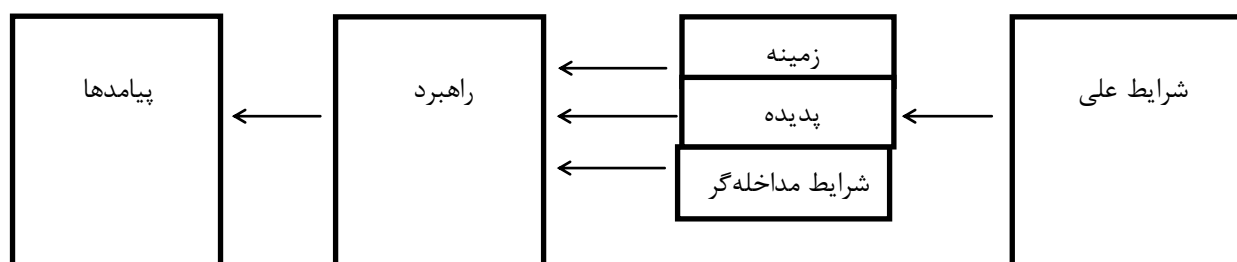 شرایط علی
زمینه
پدیده
شرایط مداخله‌گر
راهبرد
پیامدها